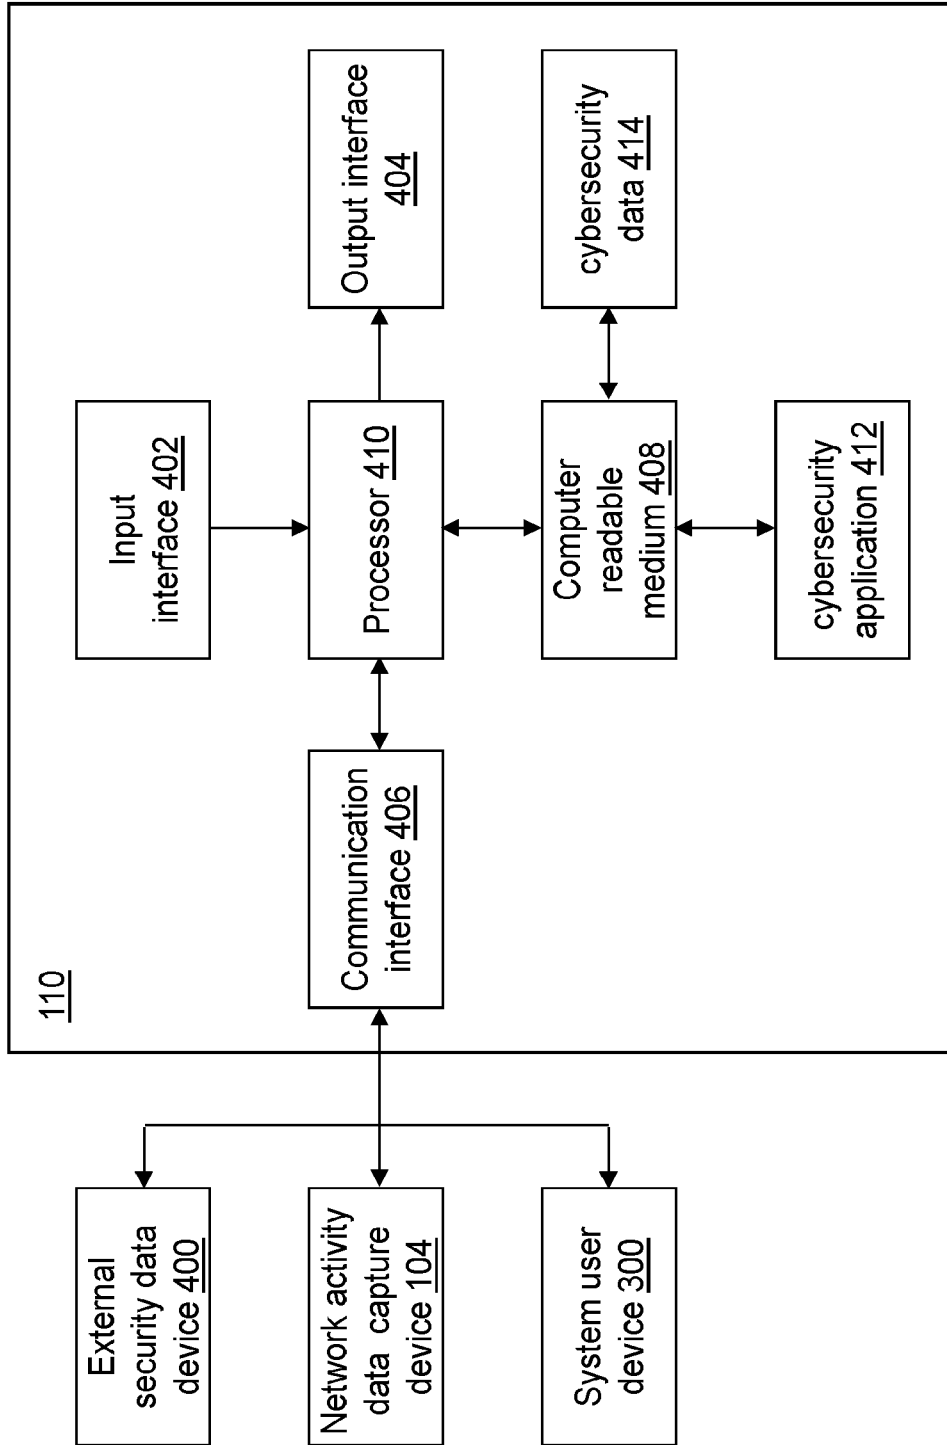 110
External
security data
device 400
Network activity
data capture
device 104
System user
device 300
Communication
interface 406
Input
interface 402
Processor 410
Computer
readable
medium 408
cybersecurity
application 412
Output interface
404
cybersecurity
data 414